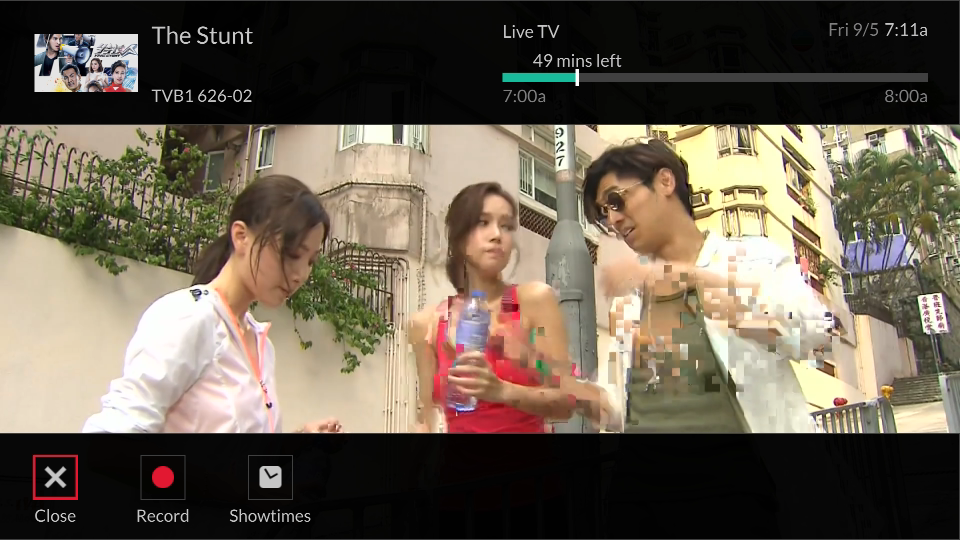 The Stunt
TVB1 626-02
Live TV
Fri 9/5 7:11a
49 mins left
7:00a
8:00a
927
Close
Record
Showtimes